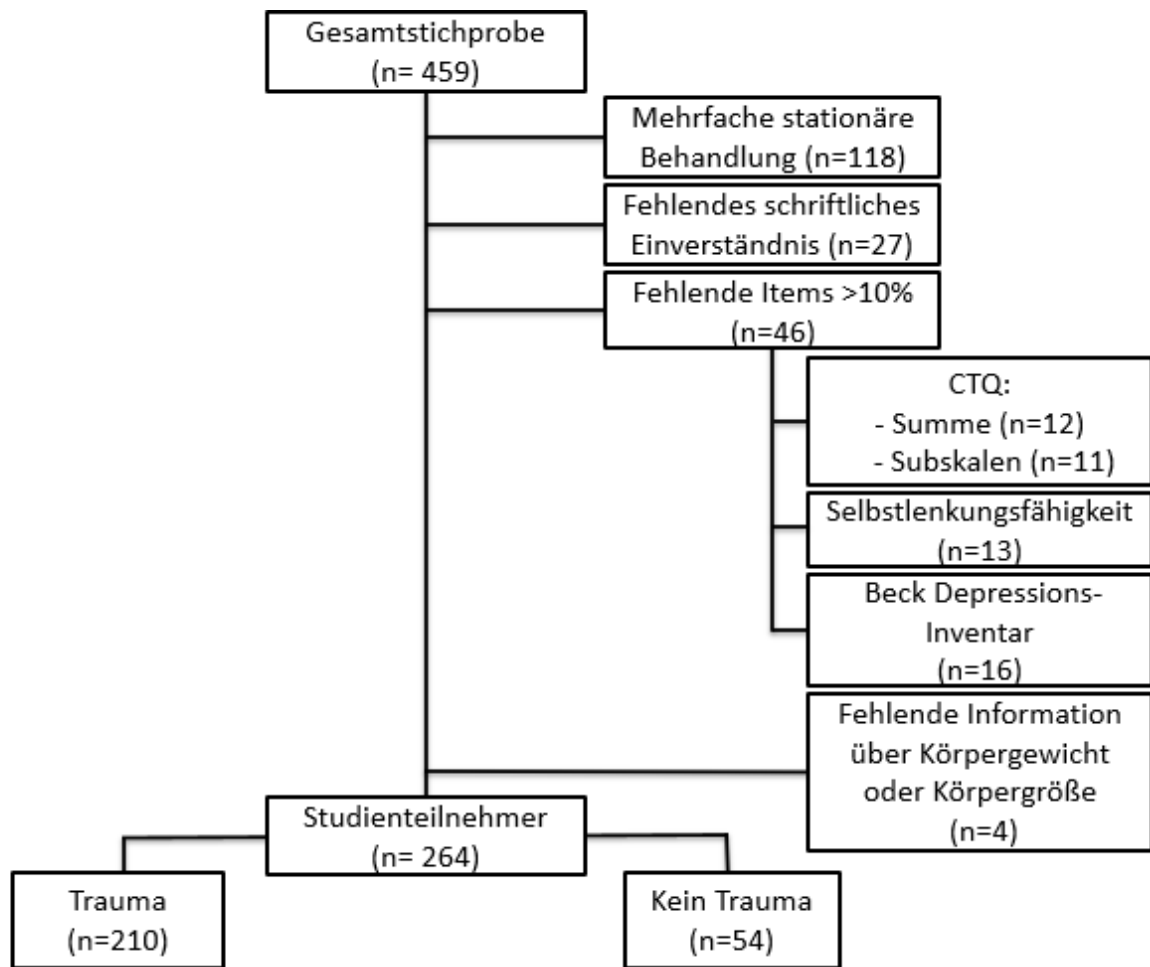 Gesamtstichprobe
(n= 459)
Mehrfache stationäre
Behandlung (n=118)
Fehlendes schriftliches
Einverständnis (n=27)
Fehlende Items >10%
(n=46)
CTQ:
- Summe (n=12)
- Subskalen (n=11)
Selbstlenkungsfähigkeit
(n=13)
Beck Depressions-
Inventar
(n=16)
Fehlende Information
über Körpergewicht
oder Körpergröße
(n=4)
Studienteilnehmer
(n= 264)
Trauma
(n=210)
Kein Trauma
(n=54)